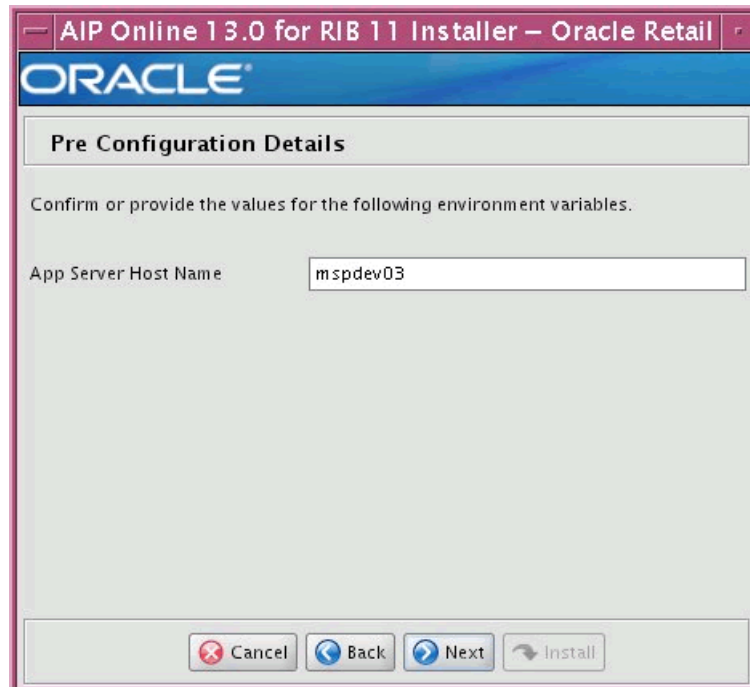 AIP Online 13.0 for RIB 11 Installer – Oracle Retail
ORACLE®
Pre Configuration Details
Confirm or provide the values for the following environment variables.
App Server Host Name mspdev03
Cancel Back Next Install